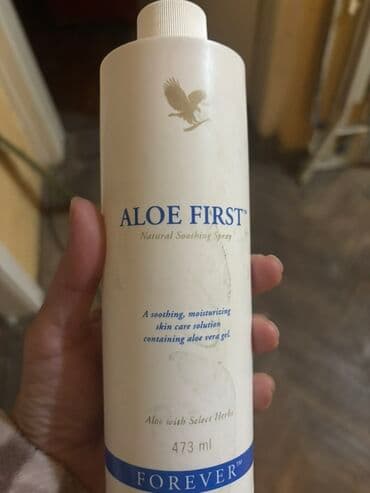 ALOE FIRST™
Natural Soothing Spray
A soothing, moisturizing
skin care solution
containing aloe vera gel.
Aloe with Select Herbs
473 ml
FOREVER™